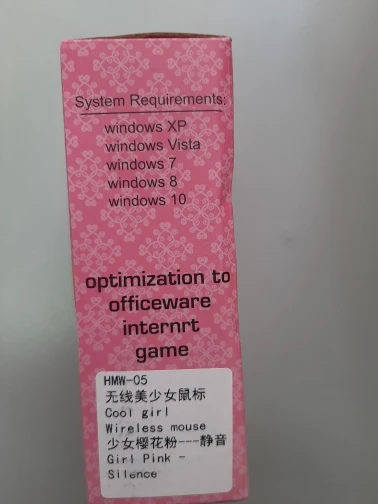 System Requirements:
windows XP
windows Vista
windows 7
windows 8
windows 10
optimization to
officeware
internrt
game
HMW-05
无线美少女鼠标
Cool girl
Wireless mouse
少女樱花粉---静音
Girl Pink -
Silence